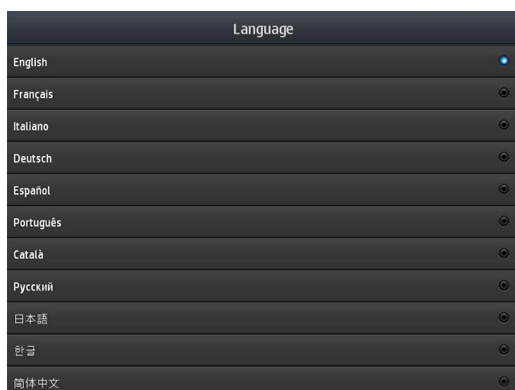 Language
English
Français
Italiano
Deutsch
Español
Português
Català
Русский
日本語
한글
简体中文